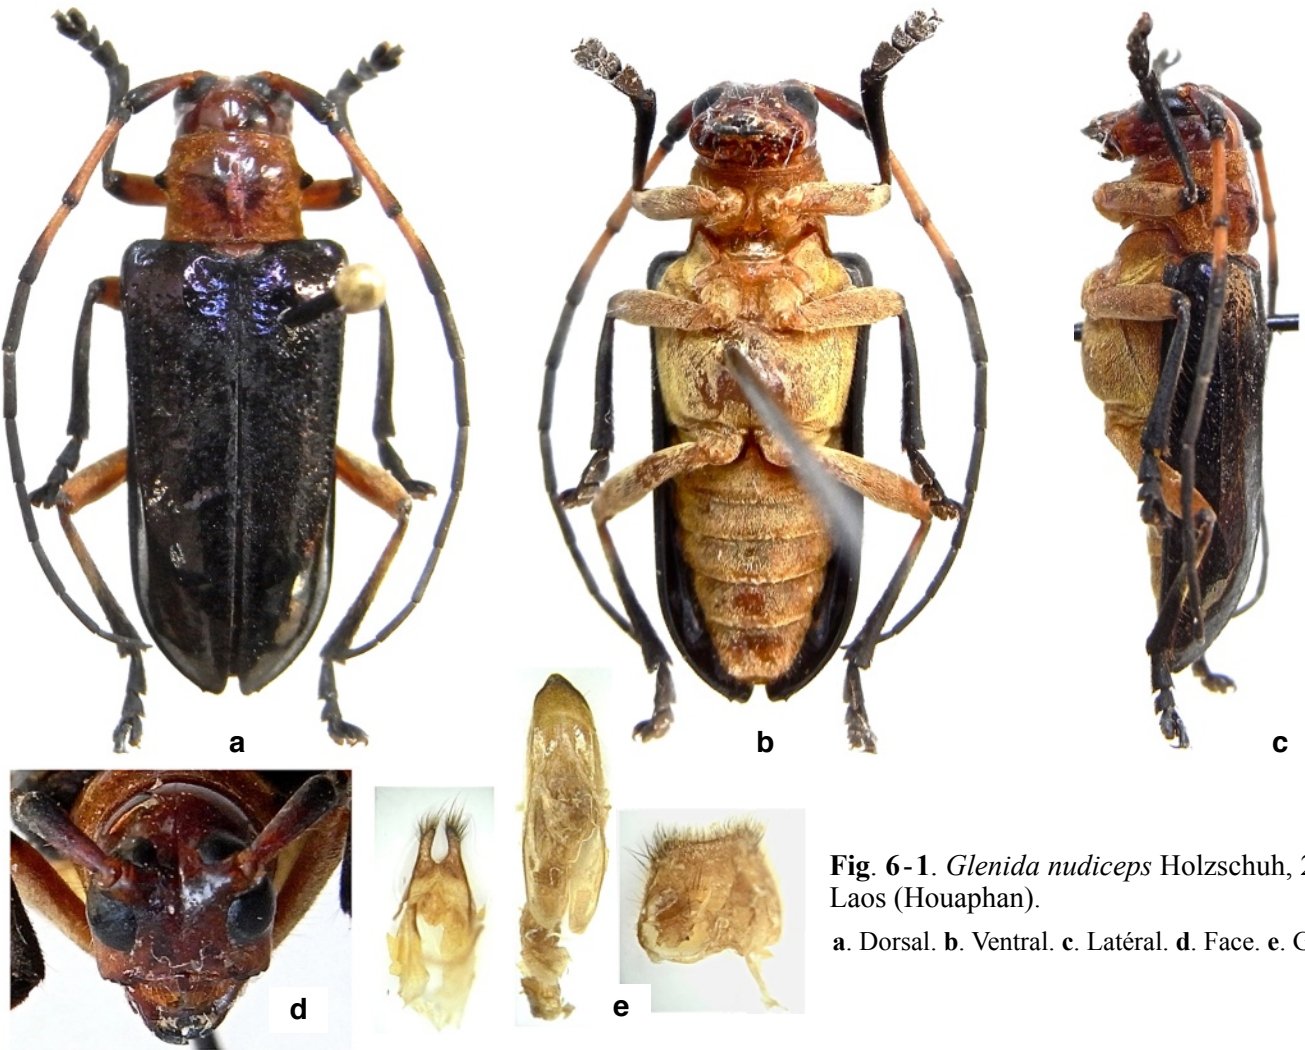 a
b
c
d
e
Fig. 6-1. Glenida nudiceps Holzschuh,
Laos (Houaphan).
a. Dorsal. b. Ventral. c. Latéral. d. Face. e.